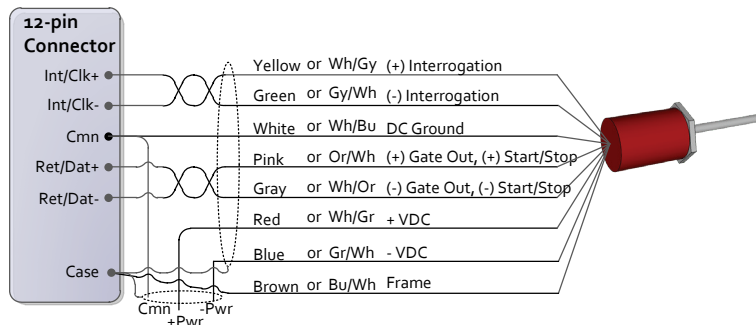 12-pin
Connector
Int/Clk+
Int/Clk-
Cmn
Ret/Dat+
Ret/Dat-
Case
Yellow or Wh/Gy (+) Interrogation
Green or Gy/Wh (-) Interrogation
White or Wh/Bu DC Ground
Pink or Or/Wh (+) Gate Out, (+) Start/Stop
Gray or Wh/Or (-) Gate Out, (-) Start/Stop
Red or Wh/Gr + VDC
Blue or Gr/Wh - VDC
Brown or Bu/Wh Frame
Cmn -Pwr
+Pwr